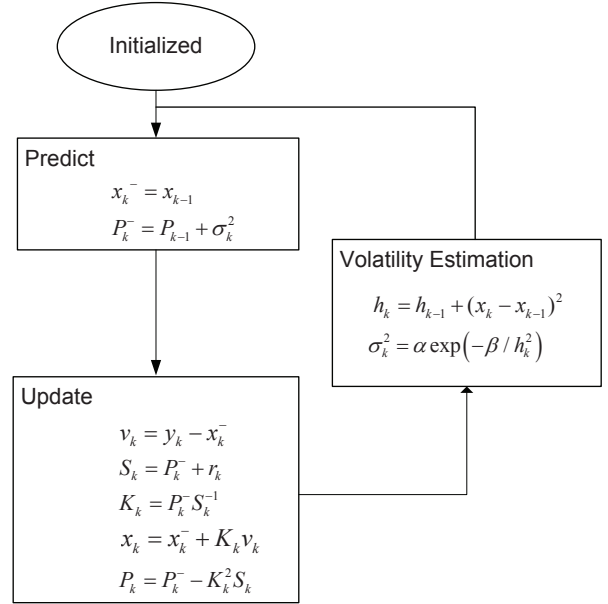 Initialized
Predict
x_k^- = x_{k-1}
P_k^- = P_{k-1} + σ_k^2
Volatility Estimation
h_k = h_{k-1} + (x_k - x_{k-1})^2
σ_k^2 = α exp(-β / h_k^2)
Update
v_k = y_k - x_k^-
S_k = P_k^- + r_k
K_k = P_k^- S_k^{-1}
x_k = x_k^- + K_k v_k
P_k = P_k^- - K_k^2 S_k